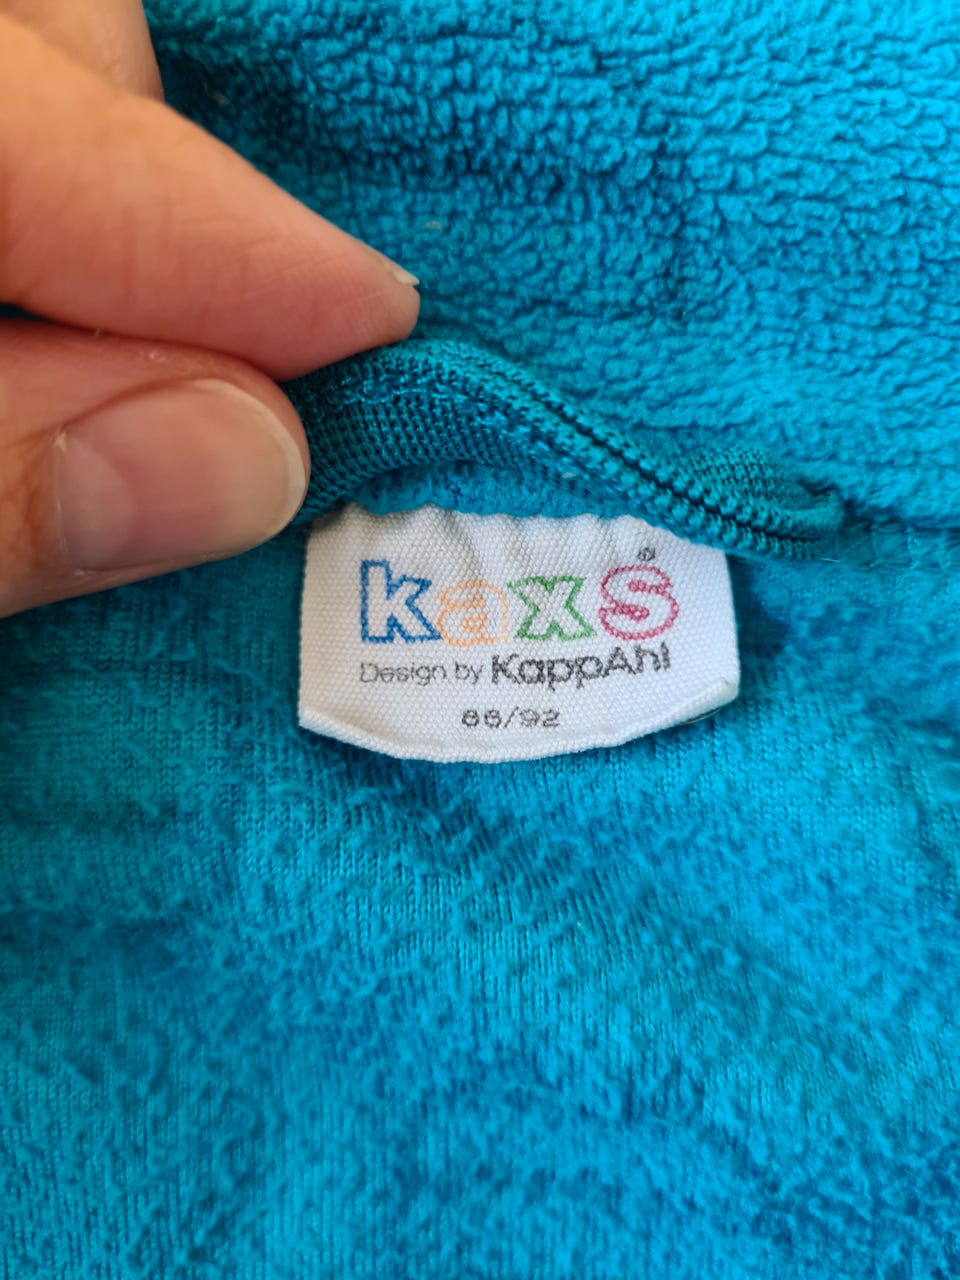 kaxs®
Design by KappAhl
86/92